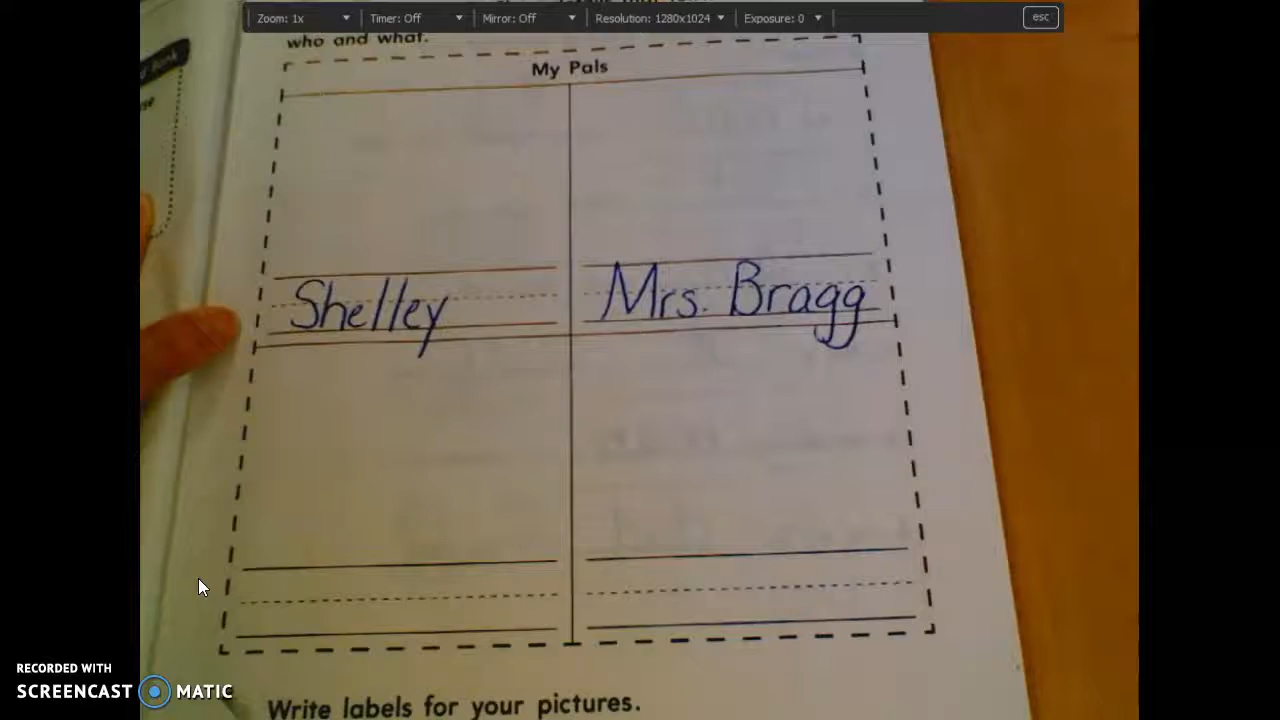 Zoom: 1x Timer: Off Mirror: Off Resolution: 1280x1024 Exposure: 0 esc
who and what.
My Pals
Shelley Mrs. Bragg
Write labels for your pictures.
RECORDED WITH
SCREENCAST MATIC